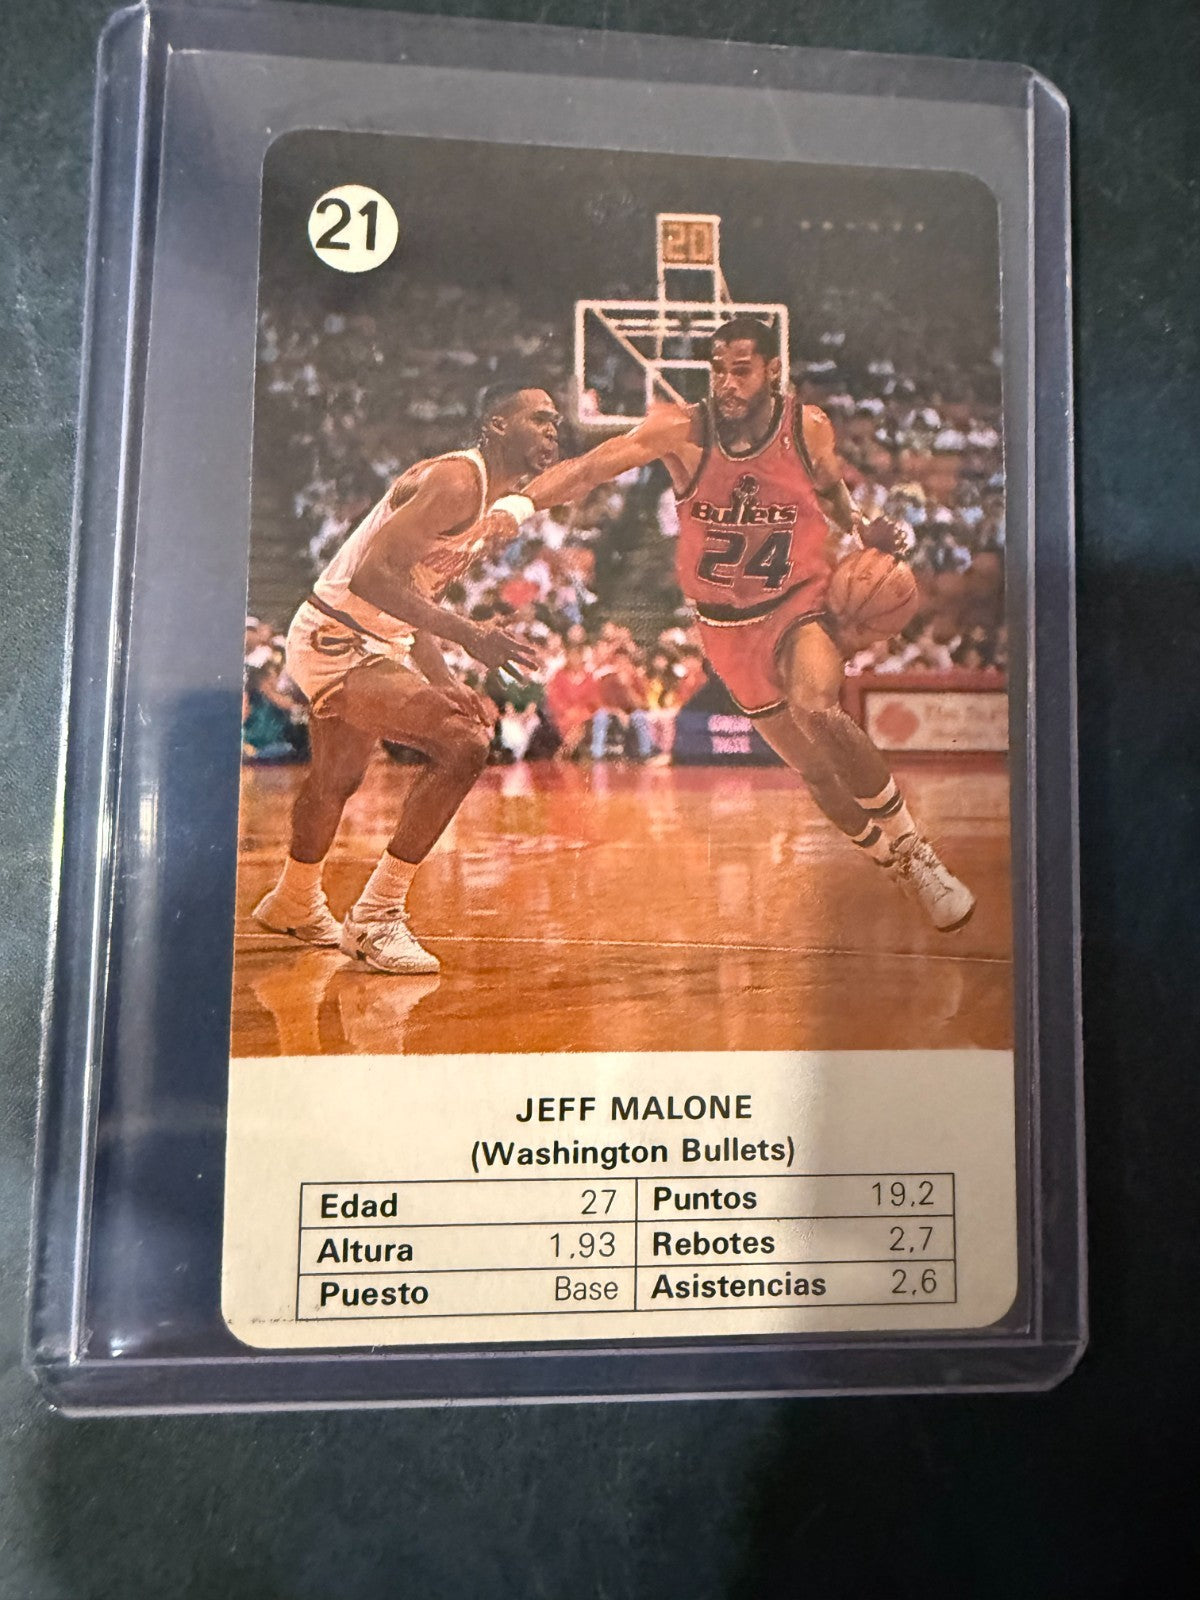 21
20
Bullets
24
JEFF MALONE
(Washington Bullets)
Edad 27 Puntos 19,2
Altura 1,93 Rebotes 2,7
Puesto Base Asistencias 2,6